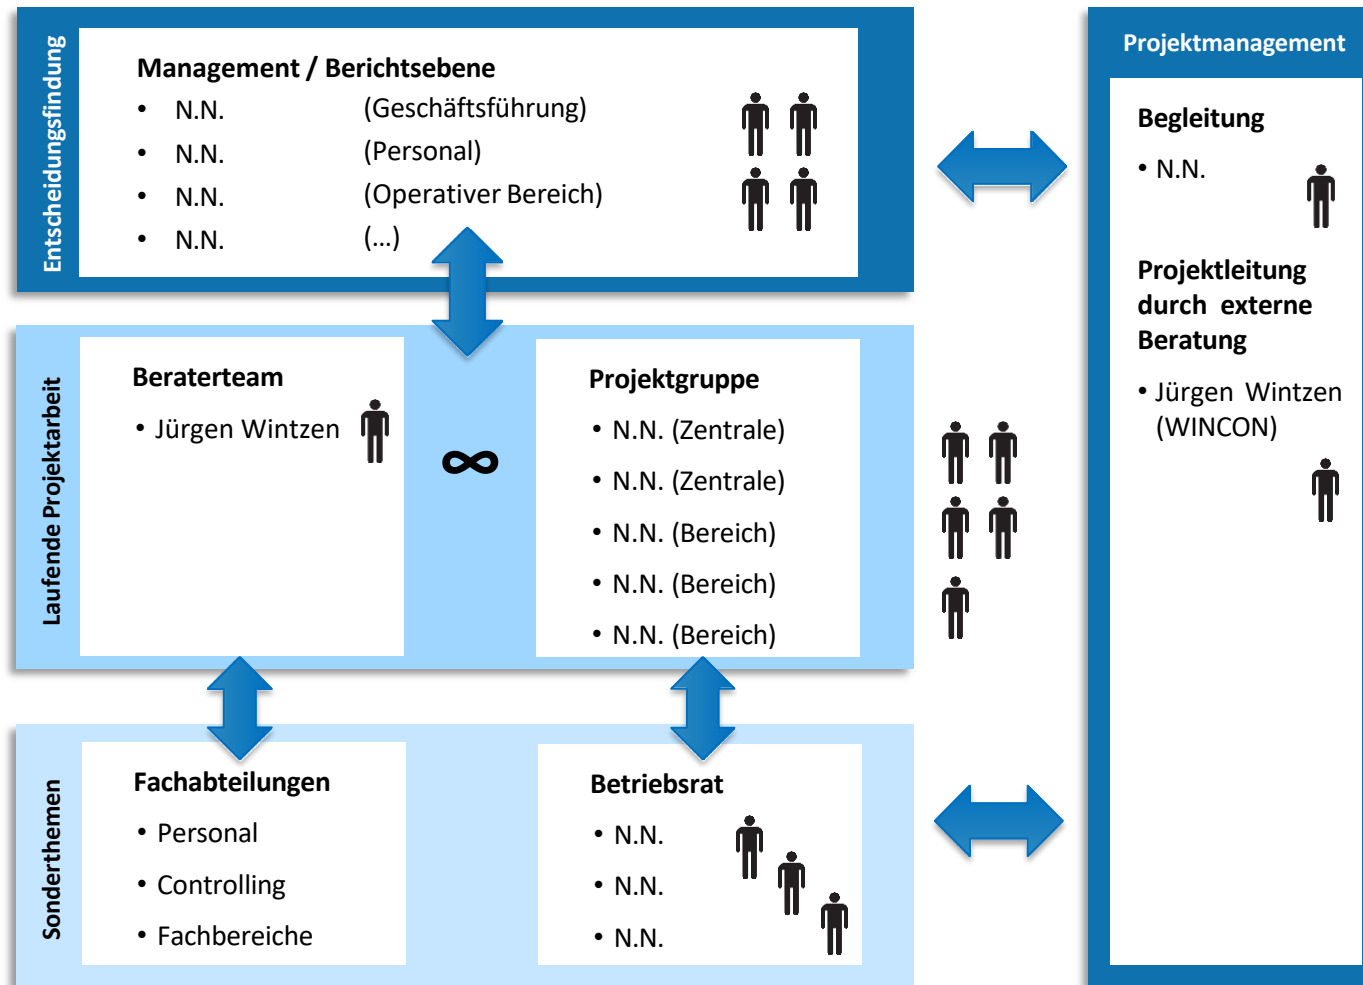 Entscheidungsfindung
Management / Berichtsebene
• N.N. (Geschäftsführung)
• N.N. (Personal)
• N.N. (Operativer Bereich)
• N.N. (...)
Laufende Projektarbeit
Beraterteam
• Jürgen Wintzen
∞
Projektgruppe
• N.N. (Zentrale)
• N.N. (Zentrale)
• N.N. (Bereich)
• N.N. (Bereich)
• N.N. (Bereich)
Sonderthemen
Fachabteilungen
• Personal
• Controlling
• Fachbereiche
Betriebsrat
• N.N.
• N.N.
• N.N.
Projektmanagement
Begleitung
• N.N.
Projektleitung
durch externe
Beratung
• Jürgen Wintzen
(WINCON)